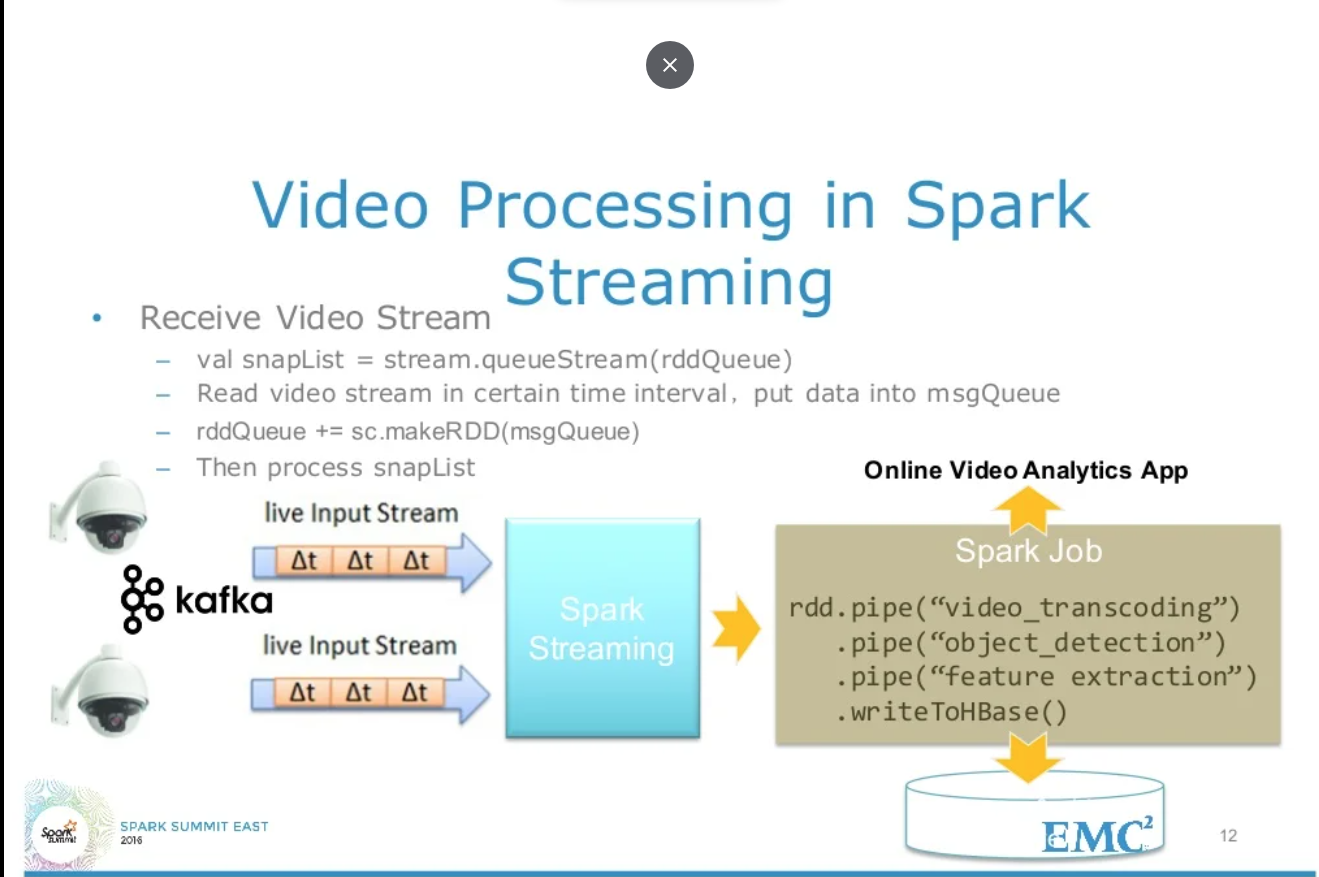 Video Processing in Spark
Streaming
• Receive Video Stream
– val snapList = stream.queueStream(rddQueue)
– Read video stream in certain time interval, put data into msgQueue
– rddQueue += sc.makeRDD(msgQueue)
– Then process snapList
Online Video Analytics App
live Input Stream
Δt Δt Δt
kafka
live Input Stream
Δt Δt Δt
Spark
Streaming
Spark Job
rdd.pipe(“video_transcoding”)
.pipe(“object_detection”)
.pipe(“feature extraction”)
.writeToHBase()
Spark
Summit
SPARK SUMMIT EAST
2016
EMC²
12